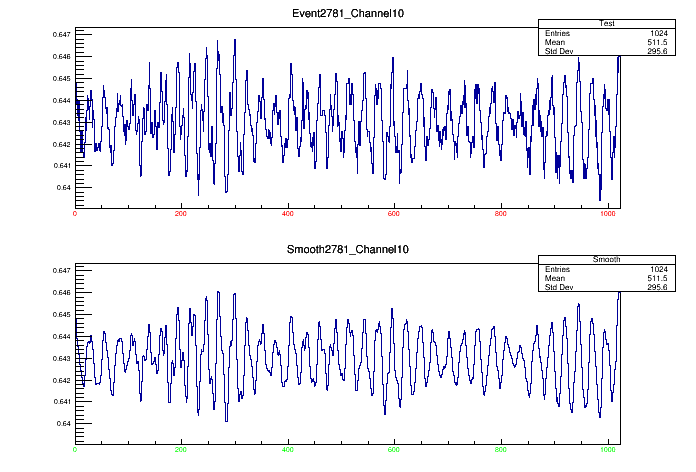 Event2781_Channel10
Test
Entries 1024
Mean 511.5
Std Dev 295.6
0.647
0.646
0.645
0.644
0.643
0.642
0.641
0.64
0 200 400 600 800 1000
Smooth2781_Channel10
Smooth
Entries 1024
Mean 511.5
Std Dev 295.6
0.647
0.646
0.645
0.644
0.643
0.642
0.641
0.64
0 200 400 600 800 1000